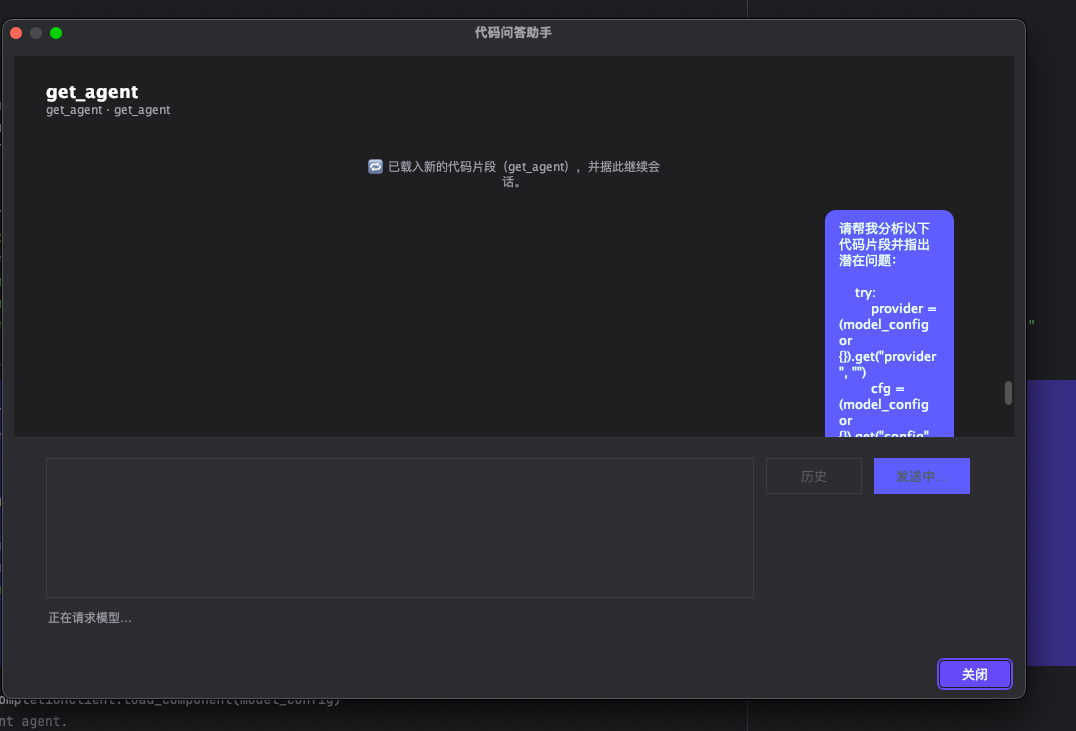 代码问答助手
get_agent
get_agent · get_agent
已载入新的代码片段（get_agent），并据此继续会
话。
请帮我分析以下
代码片段并指出
潜在问题：
try:
provider =
(model_config
or
{}).get("provider
", "")
cfg =
(model_config
or
{}).get("config"
"
历史
发送中...
正在请求模型...
关闭
ompletionclient.load_component(model_config)
nt agent.